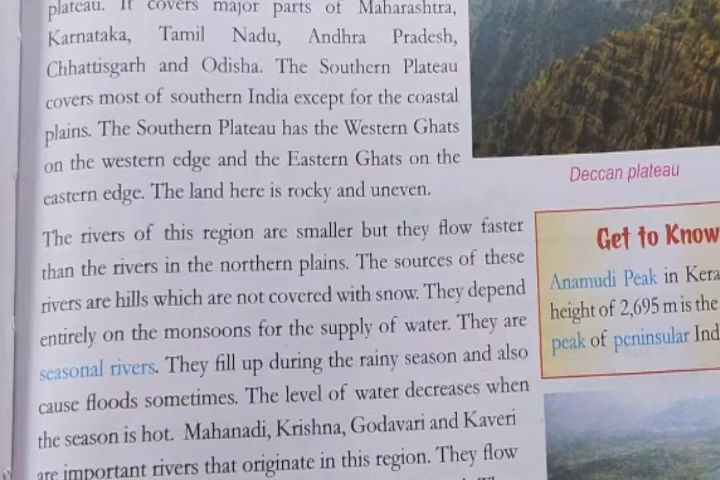 plateau. It covers major parts of Maharashtra,
Karnataka, Tamil Nadu, Andhra Pradesh,
Chhattisgarh and Odisha. The Southern Plateau
covers most of southern India except for the coastal
plains. The Southern Plateau has the Western Ghats
on the western edge and the Eastern Ghats on the
eastern edge. The land here is rocky and uneven.
The rivers of this region are smaller but they flow faster
than the rivers in the northern plains. The sources of these
rivers are hills which are not covered with snow. They depend
entirely on the monsoons for the supply of water. They are
seasonal rivers. They fill up during the rainy season and also
cause floods sometimes. The level of water decreases when
the season is hot. Mahanadi, Krishna, Godavari and Kaveri
are important rivers that originate in this region. They flow
Deccan plateau
Get to Know
Anamudi Peak in Kera
height of 2,695 m is the
peak of peninsular Ind